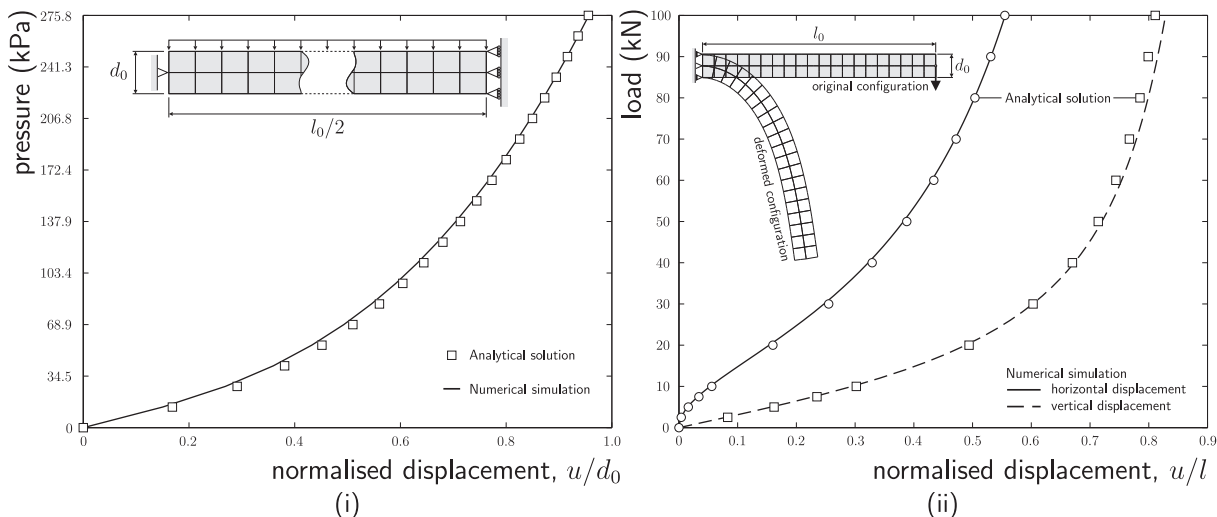 pressure (kPa)
275.8
241.3
206.8
172.4
137.9
103.4
68.9
34.5
0
d₀
l₀/2
Analytical solution
Numerical simulation
0 0.2 0.4 0.6 0.8 1.0
normalised displacement, u/d₀
(i)
load (kN)
100
90
80
70
60
50
40
30
20
10
0
l₀
d₀
original configuration
Analytical solution
deformed configuration
Numerical simulation
horizontal displacement
vertical displacement
0 0.1 0.2 0.3 0.4 0.5 0.6 0.7 0.8 0.9
normalised displacement, u/l
(ii)